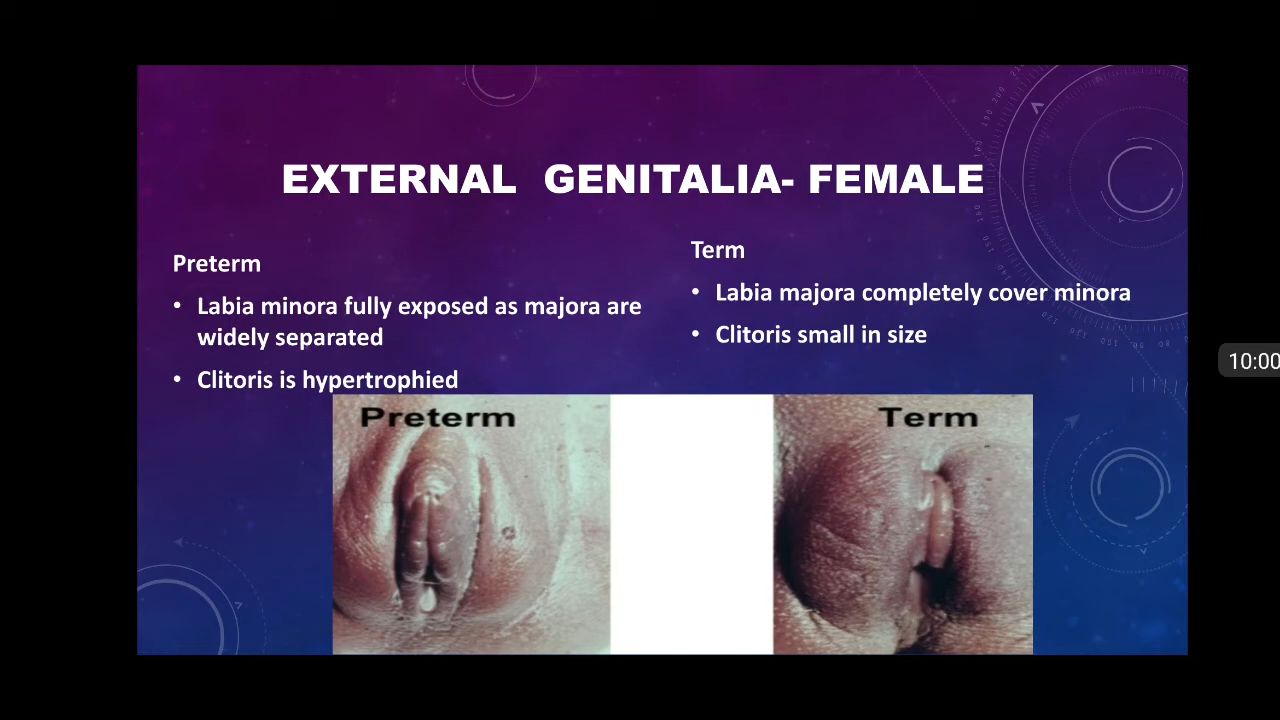 EXTERNAL GENITALIA- FEMALE
Preterm
• Labia minora fully exposed as majora are
widely separated
• Clitoris is hypertrophied
Term
• Labia majora completely cover minora
• Clitoris small in size
Preterm
Term
10:00